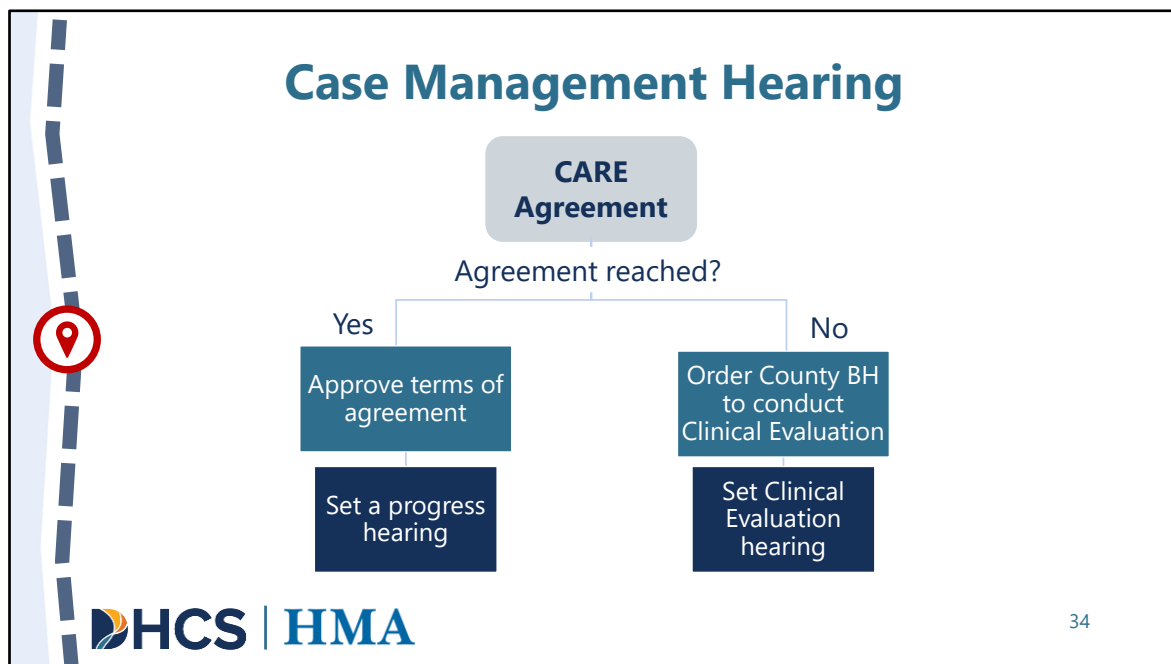 Case Management Hearing
CARE
Agreement
Agreement reached?
Yes
No
Approve terms of
agreement
Order County BH
to conduct
Clinical Evaluation
Set a progress
hearing
Set Clinical
Evaluation
hearing
DHCS | HMA
34